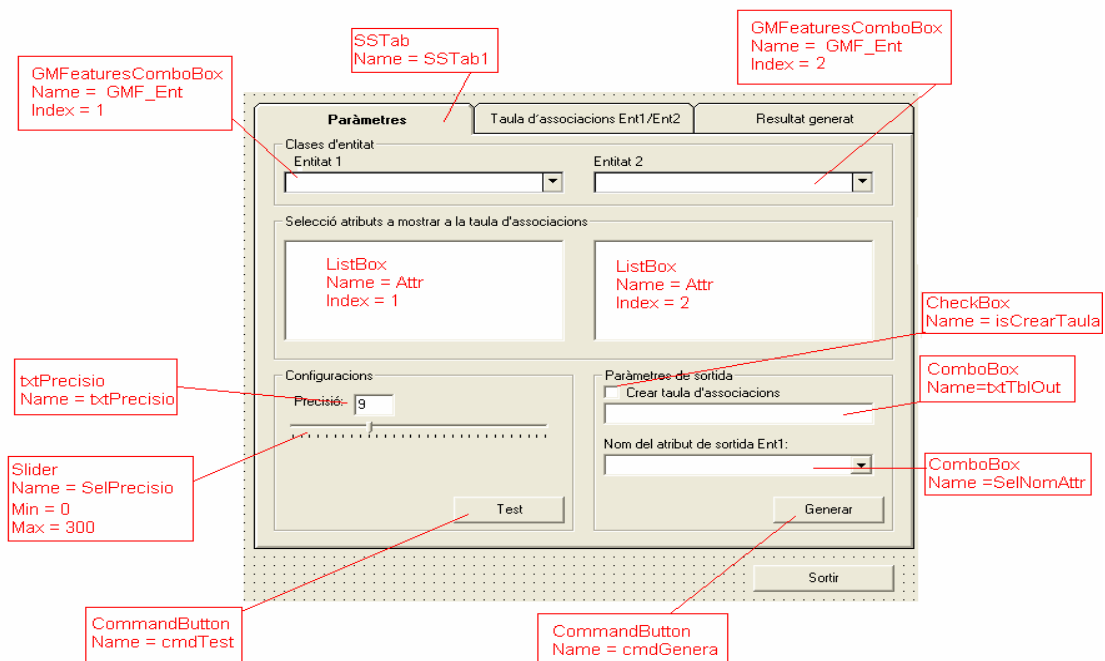 GMFeaturesComboBox
Name = GMF_Ent
Index = 1
SSTab
Name = SSTab1
GMFeaturesComboBox
Name = GMF_Ent
Index = 2
Paràmetres
Taula d´associacions Ent1/Ent2
Resultat generat
Clases d'entitat
Entitat 1
Entitat 2
Selecció atributs a mostrar a la taula d'associacions
ListBox
Name = Attr
Index = 1
ListBox
Name = Attr
Index = 2
CheckBox
Name = isCrearTaula
txtPrecisio
Name = txtPrecisio
Configuracions
Precisió:
9
Paràmetres de sortida
Crear taula d'associacions
ComboBox
Name=txtTblOut
Nom del atribut de sortida Ent1:
ComboBox
Name =SelNomAttr
Slider
Name = SelPrecisio
Min = 0
Max = 300
Test
Generar
Sortir
CommandButton
Name = cmdTest
CommandButton
Name = cmdGenera